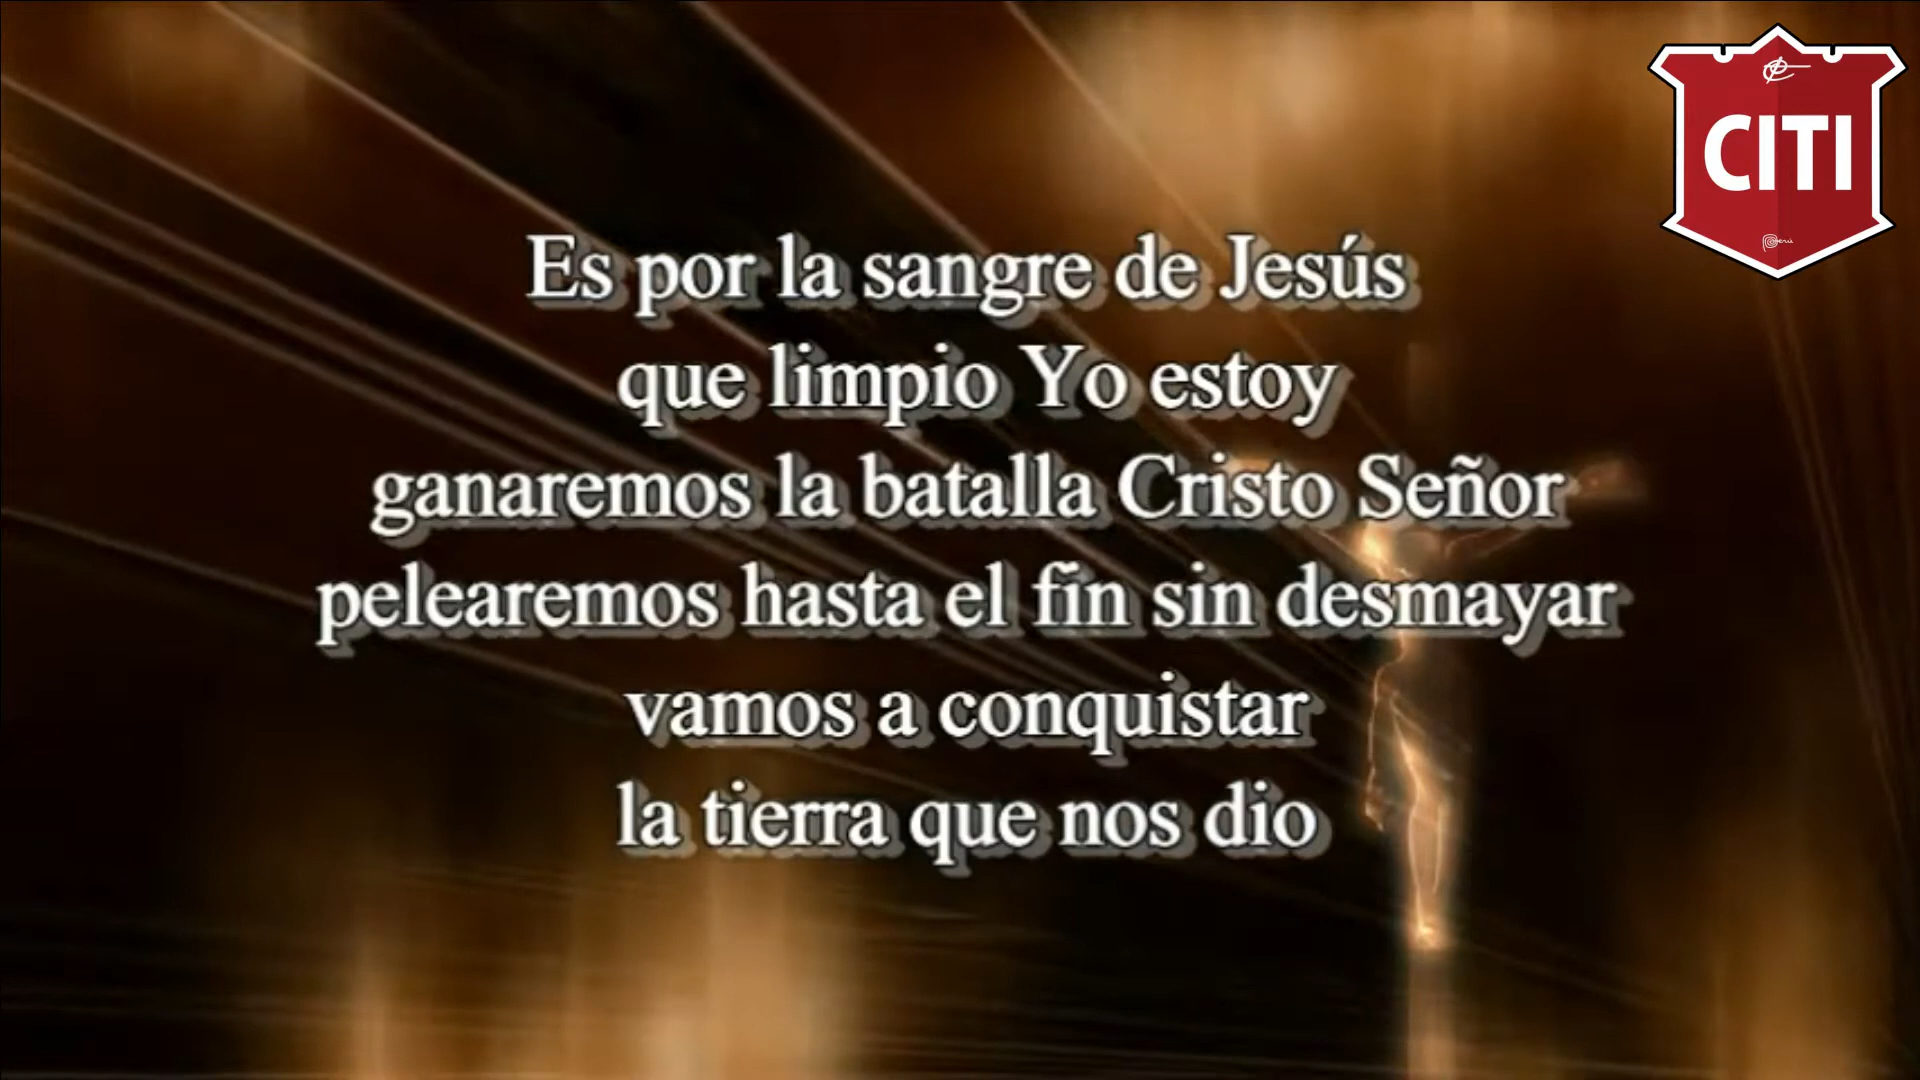 CITI
Perú
Es por la sangre de Jesús
que limpio Yo estoy
ganaremos la batalla Cristo Señor
pelearemos hasta el fin sin desmayar
vamos a conquistar
la tierra que nos dio